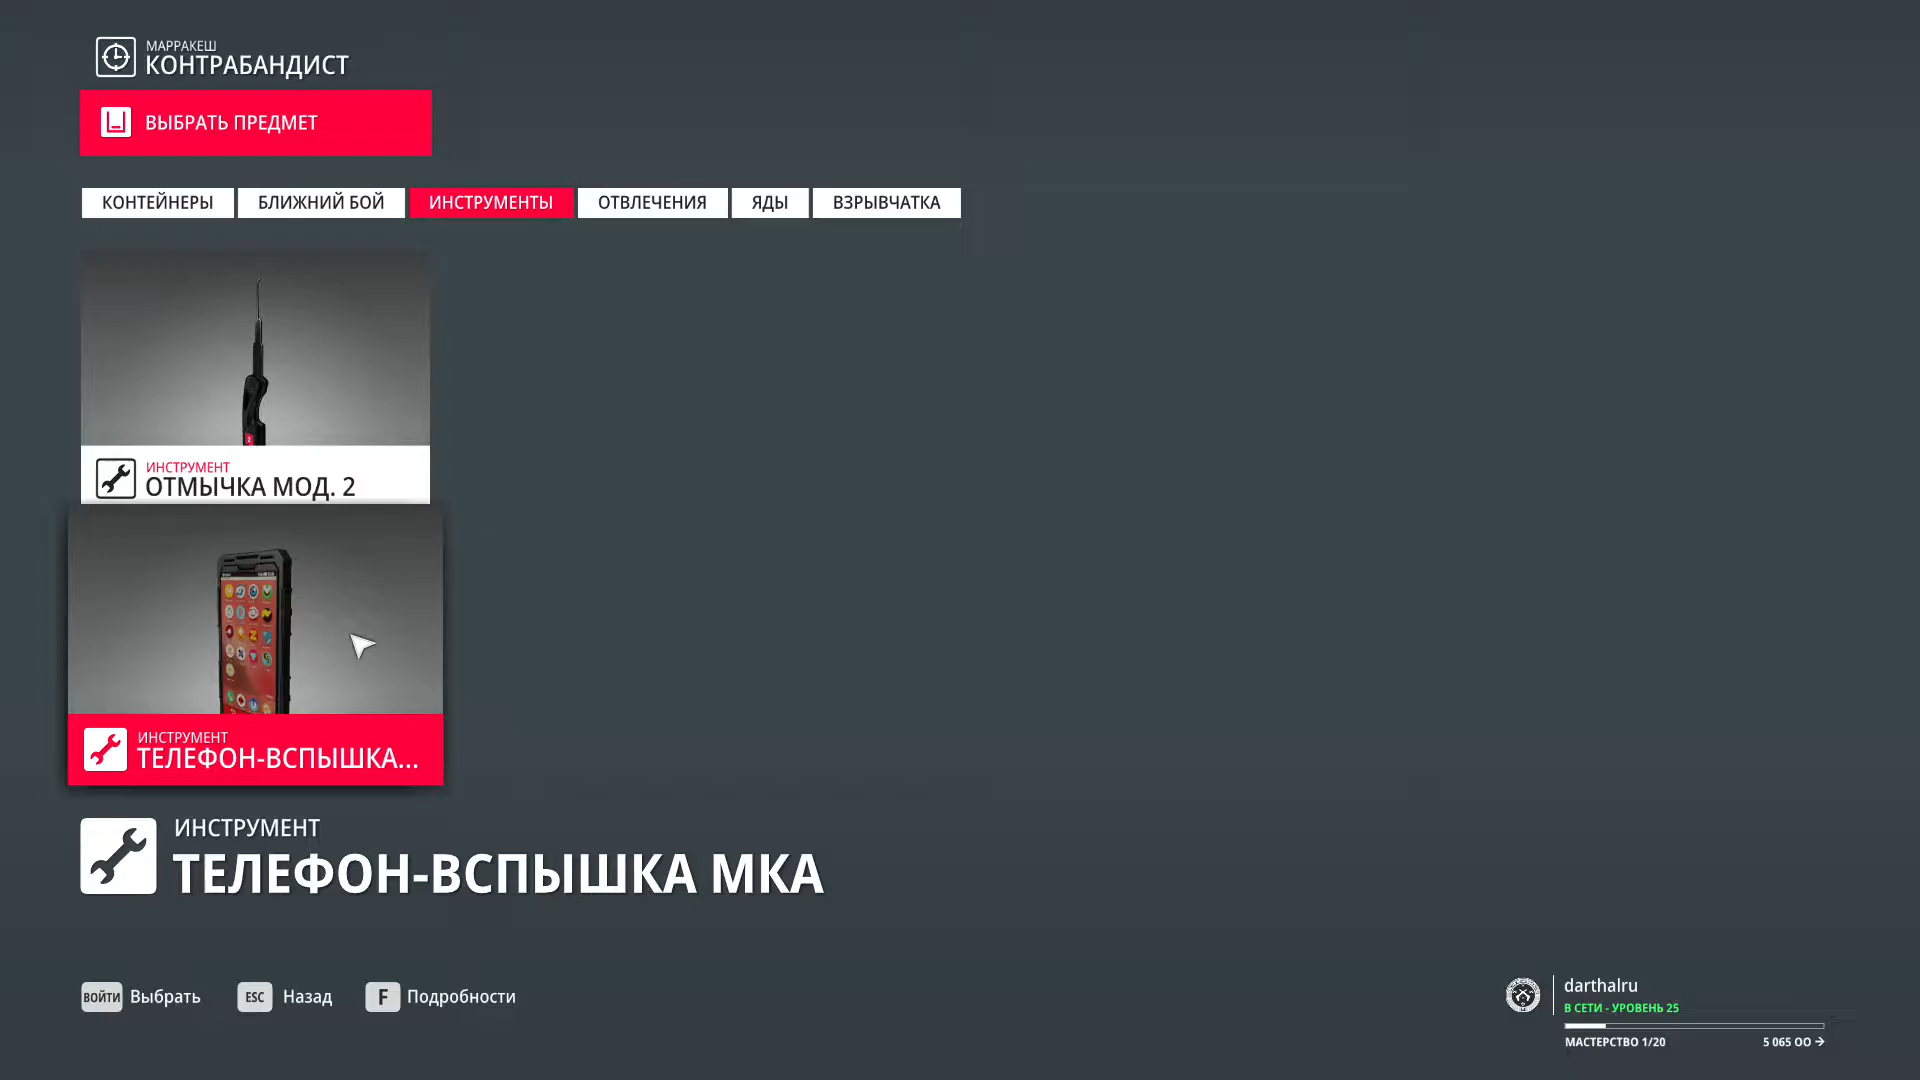 МАРРАКЕШ
КОНТРАБАНДИСТ
ВЫБРАТЬ ПРЕДМЕТ
КОНТЕЙНЕРЫ БЛИЖНИЙ БОЙ ИНСТРУМЕНТЫ ОТВЛЕЧЕНИЯ ЯДЫ ВЗРЫВЧАТКА
ИНСТРУМЕНТ
ОТМЫЧКА МОД. 2
ИНСТРУМЕНТ
ТЕЛЕФОН-ВСПЫШКА...
ИНСТРУМЕНТ
ТЕЛЕФОН-ВСПЫШКА МКА
ВОЙТИ Выбрать ESC Назад F Подробности
darthalru
В СЕТИ - УРОВЕНЬ 25
МАСТЕРСТВО 1/20 5 065 ОО →